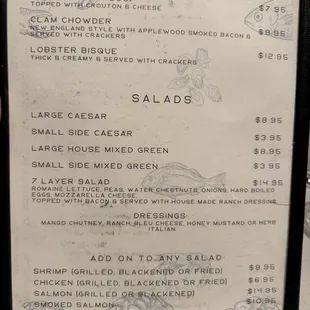 TOPPED WITH CROUTON & CHEESE $7.95
CLAM CHOWDER
NEW ENGLAND STYLE WITH APPLEWOOD SMOKED BACON & $8.95
SERVED WITH CRACKERS
LOBSTER BISQUE
THICK & CREAMY & SERVED WITH CRACKERS $12.95
SALADS
LARGE CAESAR $8.95
SMALL SIDE CAESAR $3.95
LARGE HOUSE MIXED GREEN $8.95
SMALL SIDE MIXED GREEN $3.95
7 LAYER SALAD $14.95
ROMAINE LETTUCE, PEAS, WATER CHESTNUTS, ONIONS, HARD BOILED
EGGS, MOZZARELLA CHEESE
TOPPED WITH BACON & SERVED WITH HOUSE MADE RANCH DRESSING
DRESSINGS
MANGO CHUTNEY, RANCH, BLEU CHEESE, HONEY MUSTARD OR HERB
ITALIAN
ADD ON TO ANY SALAD
SHRIMP (GRILLED, BLACKENED OR FRIED) $8.95
CHICKEN (GRILLED, BLACKENED OR FRIED) $6.95
SALMON (GRILLED OR BLACKENED) $14.95
SMOKED SALMON $10.95